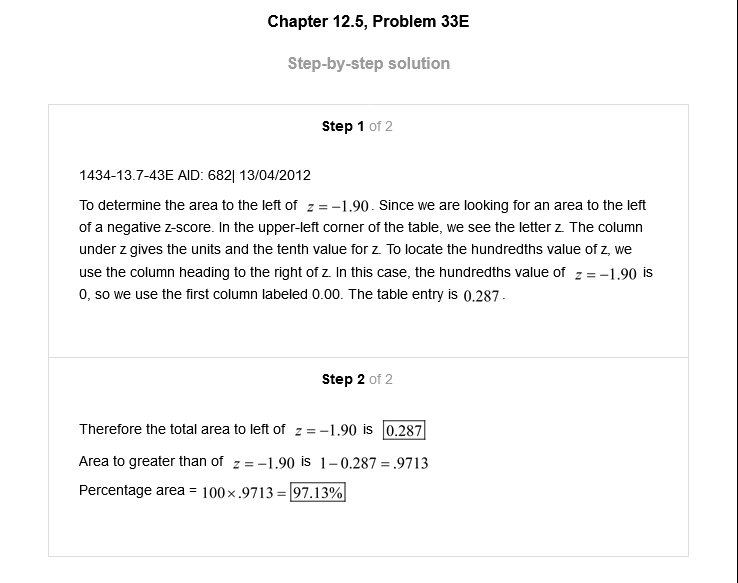 Chapter 12.5, Problem 33E
Step-by-step solution
Step 1 of 2
1434-13.7-43E AID: 682| 13/04/2012
To determine the area to the left of z = −1.90. Since we are looking for an area to the left
of a negative z-score. In the upper-left corner of the table, we see the letter z. The column
under z gives the units and the tenth value for z. To locate the hundredths value of z, we
use the column heading to the right of z. In this case, the hundredths value of z = −1.90 is
0, so we use the first column labeled 0.00. The table entry is 0.287.
Step 2 of 2
Therefore the total area to left of z = −1.90 is 0.287
Area to greater than of z = −1.90 is 1−0.287 = .9713
Percentage area = 100×.9713 = 97.13%